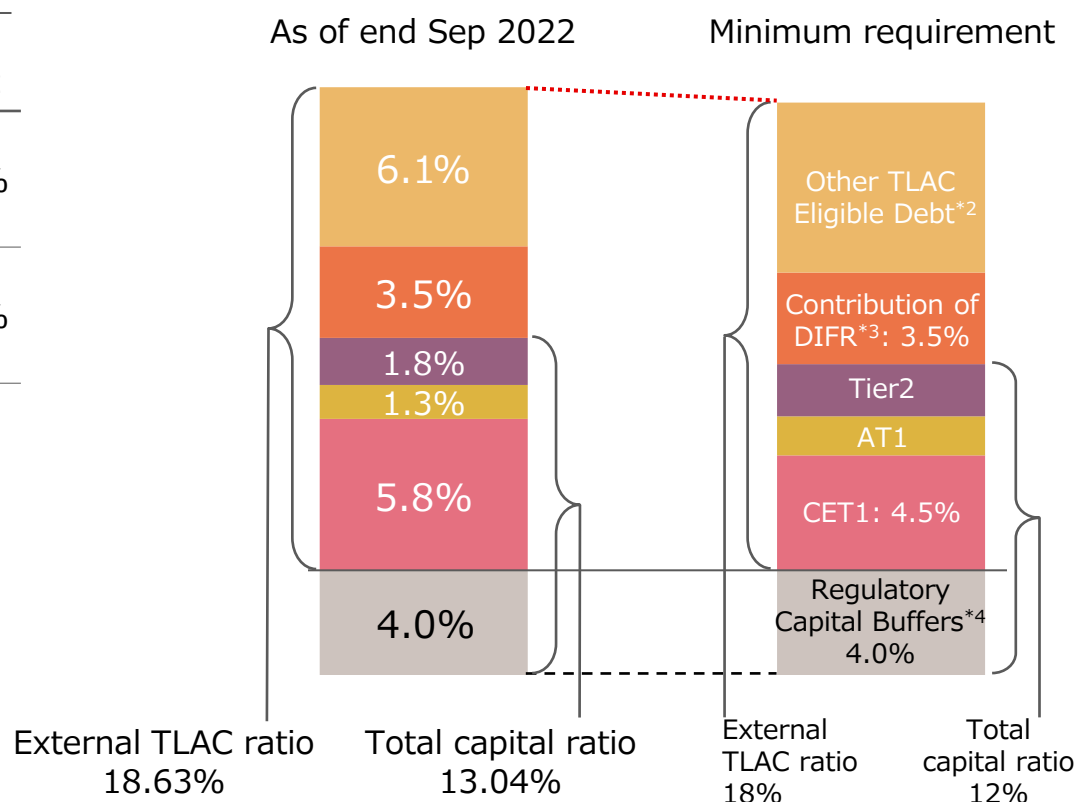 As of end Sep 2022
Minimum requirement
6.1%
3.5%
1.8%
1.3%
5.8%
4.0%
Other TLAC
Eligible Debt*2
Contribution of
DIFR*3: 3.5%
Tier2
AT1
CET1: 4.5%
Regulatory
Capital Buffers*4
4.0%
External TLAC ratio
18.63%
Total capital ratio
13.04%
External
TLAC ratio
18%
Total
capital ratio
12%